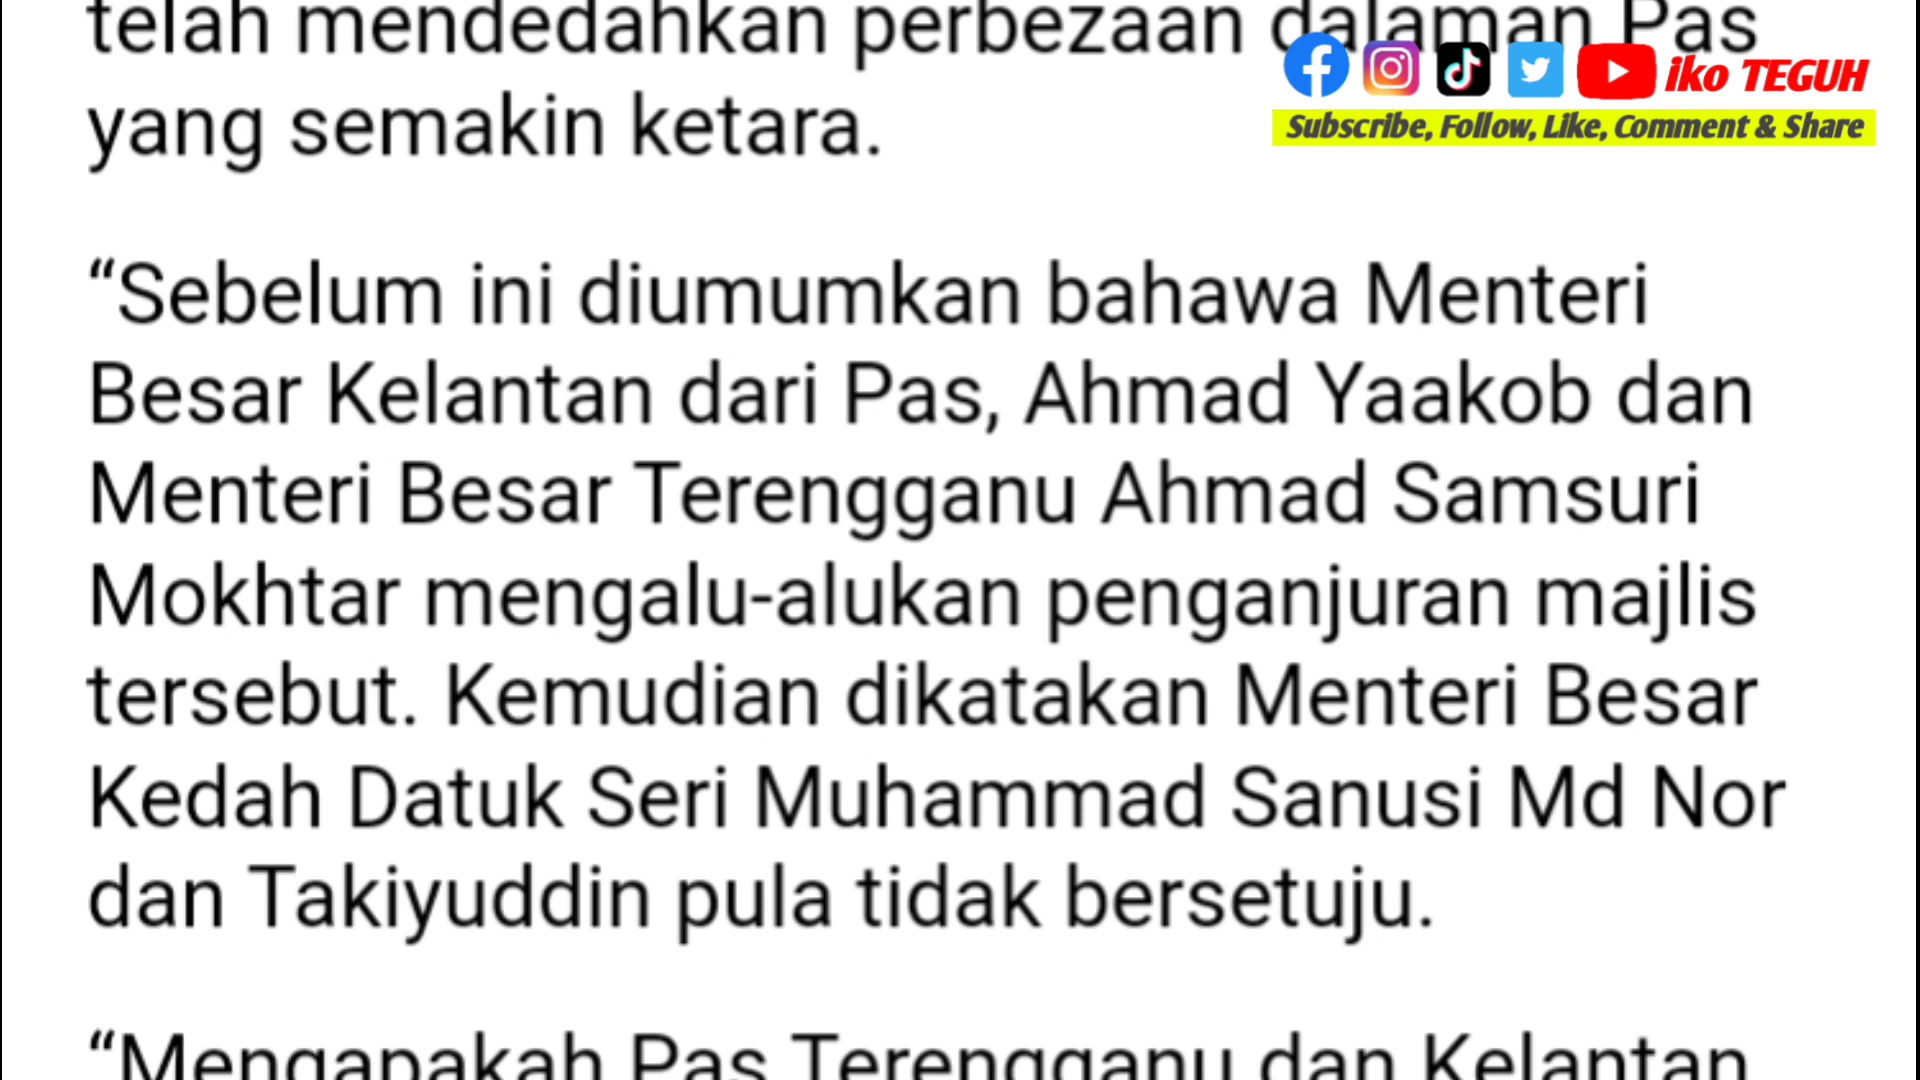 telah mendedahkan perbezaan dalaman Pas
yang semakin ketara.
iko TEGUH
Subscribe, Follow, Like, Comment & Share
“Sebelum ini diumumkan bahawa Menteri
Besar Kelantan dari Pas, Ahmad Yaakob dan
Menteri Besar Terengganu Ahmad Samsuri
Mokhtar mengalu-alukan penganjuran majlis
tersebut. Kemudian dikatakan Menteri Besar
Kedah Datuk Seri Muhammad Sanusi Md Nor
dan Takiyuddin pula tidak bersetuju.
“Mengapakah Pas Terengganu dan Kelantan